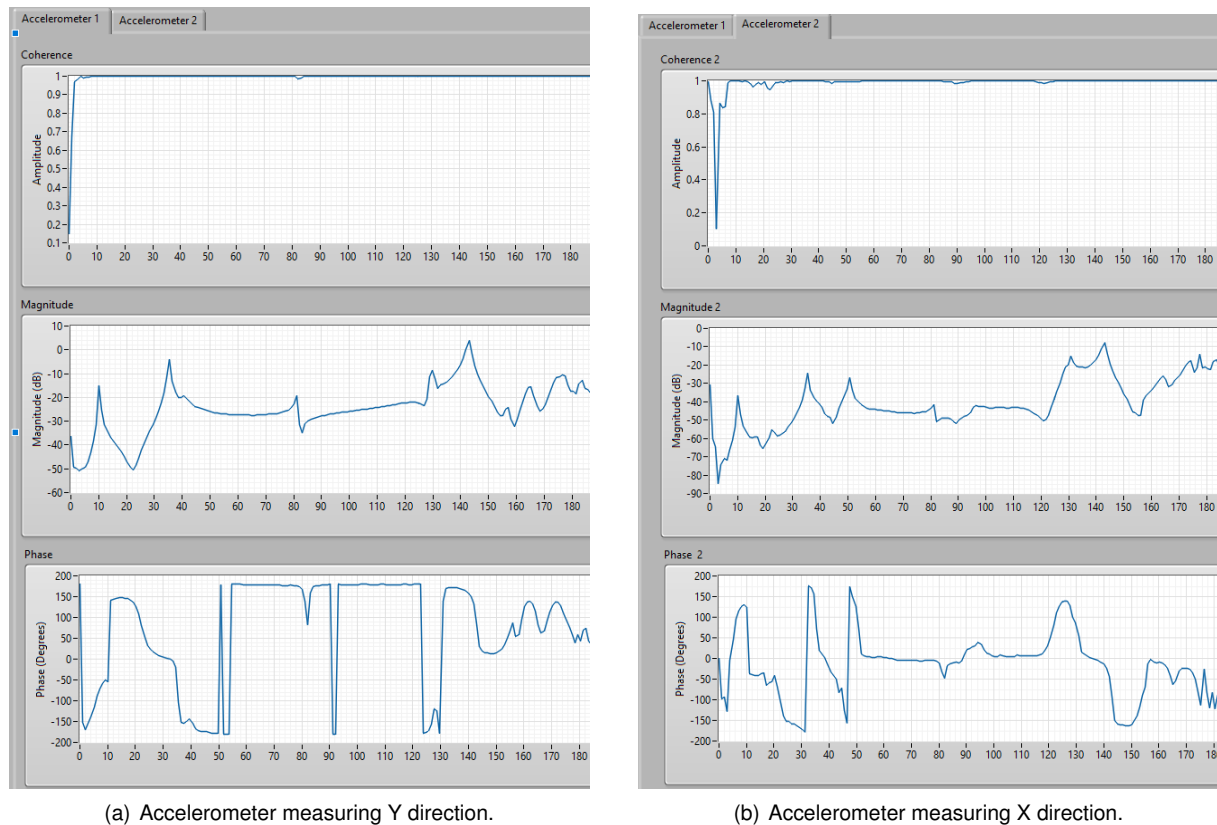 Accelerometer 1 Accelerometer 2
Coherence
Amplitude
1
0.9
0.8
0.7
0.6
0.5
0.4
0.3
0.2
0.2
0.1
0 10 20 30 40 50 60 70 80 90 100 110 120 130 140 150 160 170 180
Magnitude
Magnitude (dB)
10
0
-10
-20
-30
-40
-50
-60
0 10 20 30 40 50 60 70 80 90 100 110 120 130 140 150 160 170 180
Phase
Phase (Degrees)
200
150
100
50
0
-50
-100
-150
-200
0 10 20 30 40 50 60 70 80 90 100 110 120 130 140 150 160 170 180
(a) Accelerometer measuring Y direction.
Accelerometer 1 Accelerometer 2
Coherence 2
Amplitude
1
0.8
0.6
0.4
0.2
0
0 10 20 30 40 50 60 70 80 90 100 110 120 130 140 150 160 170 180
Magnitude 2
Magnitude (dB)
0
-10
-20
-30
-40
-50
-60
-70
-80
-90
0 10 20 30 40 50 60 70 80 90 100 110 120 130 140 150 160 170 180
Phase 2
Phase (Degrees)
200
150
100
50
0
-50
-100
-150
-200
0 10 20 30 40 50 60 70 80 90 100 110 120 130 140 150 160 170
(b) Accelerometer measuring X direction.